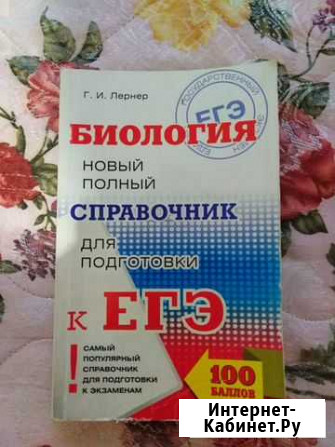 Г. И. Лернер
ГОСУДАРСТВЕННЫЙ
ЕГЭ
БИОЛОГИЯ
НОВЫЙ
ПОЛНЫЙ
СПРАВОЧНИК
ДЛЯ
ПОДГОТОВКИ
К ЕГЭ
!
САМЫЙ
ПОПУЛЯРНЫЙ
СПРАВОЧНИК
ДЛЯ ПОДГОТОВКИ
К ЭКЗАМЕНАМ
100
БАЛЛОВ
Интернет-
Кабинет.Ру